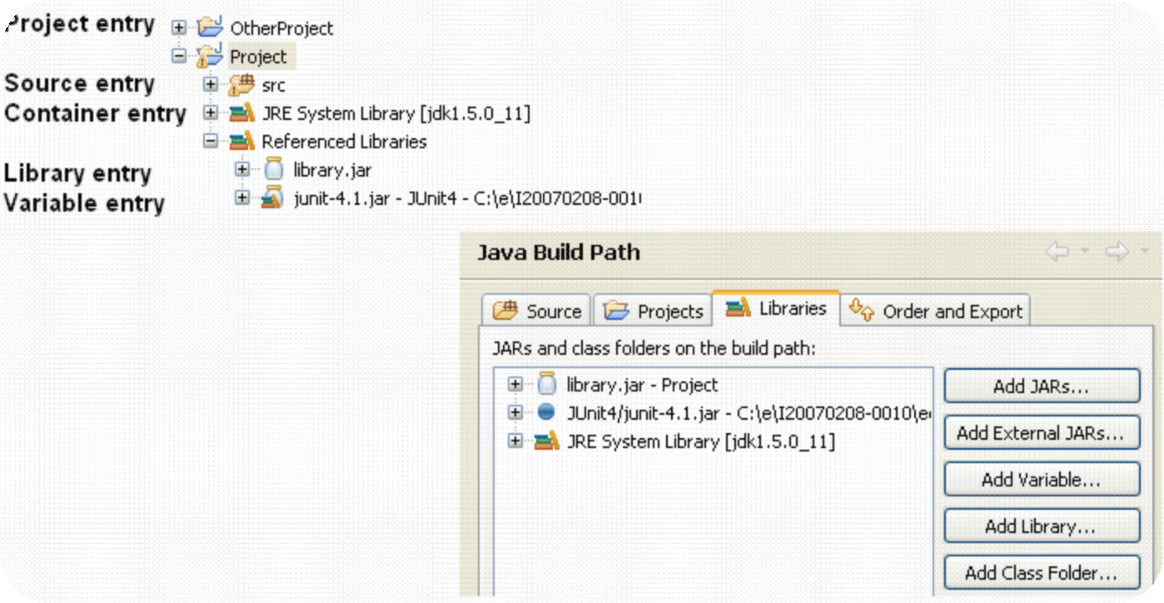 Project entry OtherProject
Project
Source entry src
Container entry JRE System Library [jdk1.5.0_11]
Referenced Libraries
Library entry library.jar
Variable entry junit-4.1.jar - JUnit4 - C:\e\I20070208-001
Java Build Path
Source Projects Libraries Order and Export
JARs and class folders on the build path:
library.jar - Project Add JARs...
JUnit4/junit-4.1.jar - C:\e\I20070208-0010\e
Add External JARs...
JRE System Library [jdk1.5.0_11]
Add Variable...
Add Library...
Add Class Folder...